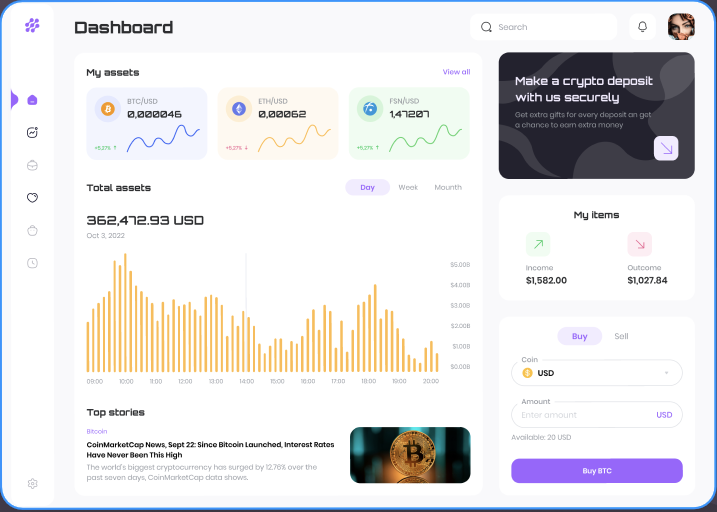 Dashboard
Search
My assets
View all
BTC/USD
0,000046
+5,27% ↑
ETH/USD
0,00062
+5,27% ↓
FSN/USD
1,47207
+5,27% ↑
Total assets
Day
Week
Mounth
362,472.93 USD
Oct 3, 2022
$5.00B
$4.00B
$3.00B
$2.00B
$1.00B
$0.00B
09:00 10:00 11:00 12:00 13:00 14:00 15:00 16:00 17:00 18:00 19:00 20:00
Top stories
Bitcoin
CoinMarketCap News, Sept 22: Since Bitcoin Launched, Interest Rates
Have Never Been This High
The world's biggest cryptocurrency has surged by 12.76% over the
past seven days, CoinMarketCap data shows.
Make a crypto deposit
with us securely
Get extra gifts for every deposit an get
a chance to earn extra money
My items
Income
$1,582.00
Outcome
$1,027.84
Buy
Sell
Coin
USD
Amount
Enter amount
USD
Available: 20 USD
Buy BTC